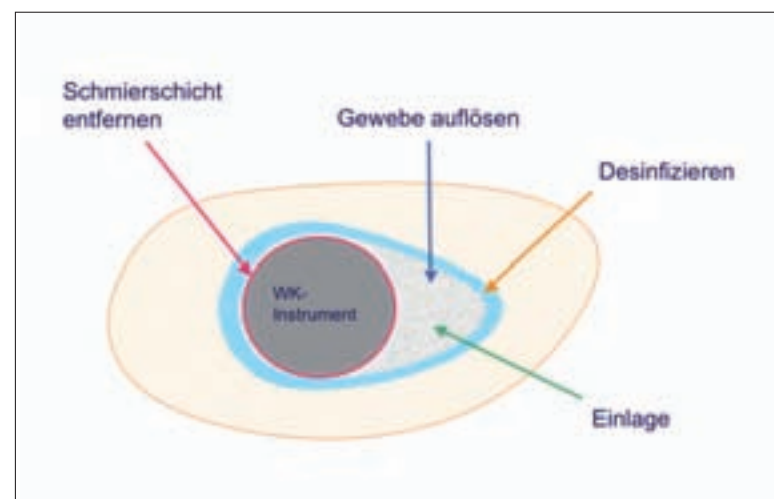 Schmierschicht
entfernen
Gewebe auflösen
Desinfizieren
WK-
Instrument
Einlage